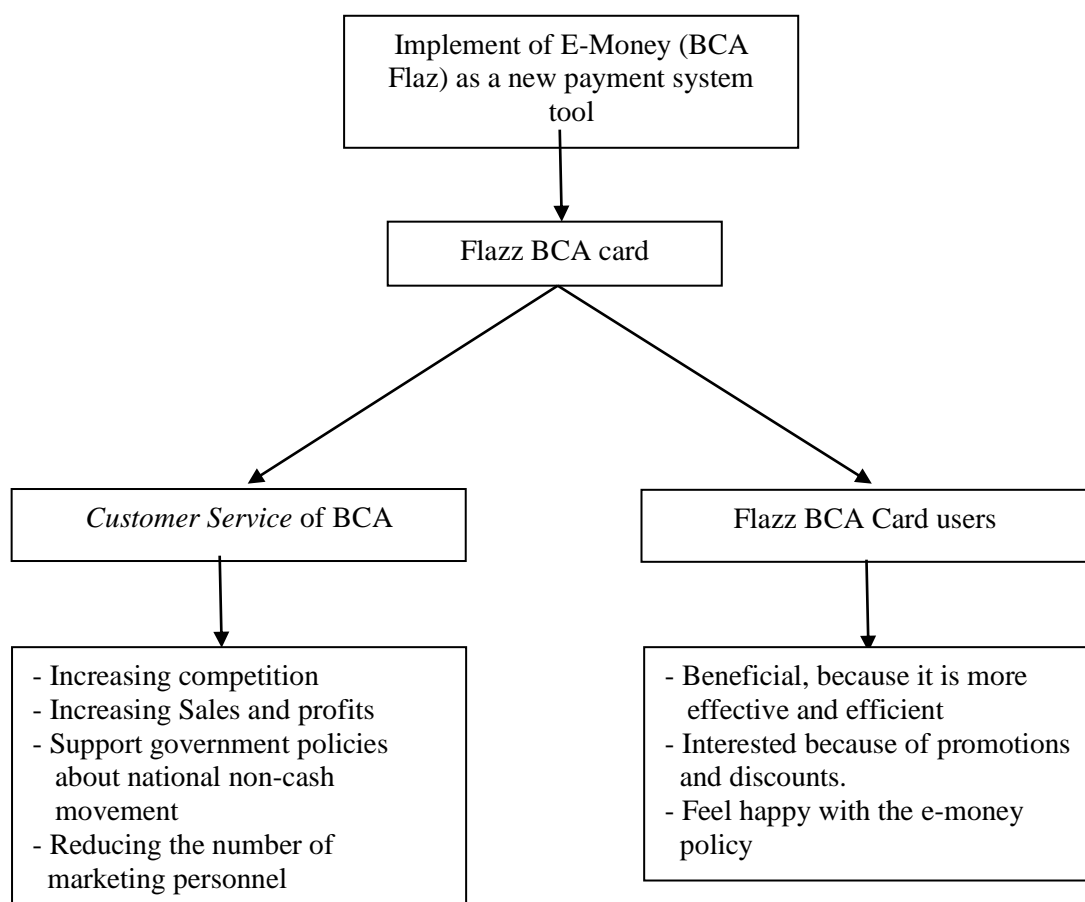 Implement of E-Money (BCA
Flaz) as a new payment system
tool
Flazz BCA card
Customer Service of BCA
Flazz BCA Card users
- Increasing competition
- Increasing Sales and profits
- Support government policies
about national non-cash
movement
- Reducing the number of
marketing personnel
- Beneficial, because it is more
effective and efficient
- Interested because of promotions
and discounts.
- Feel happy with the e-money
policy